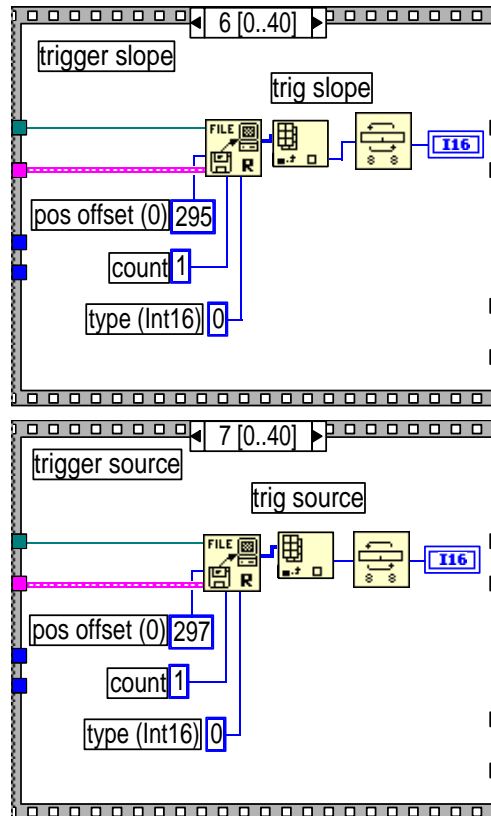 6 [0..40]
trigger slope
trig slope
FILE
R
I16
pos offset (0) 295
count 1
type (Int16) 0
7 [0..40]
trigger source
trig source
FILE
R
I16
pos offset (0) 297
count 1
type (Int16) 0